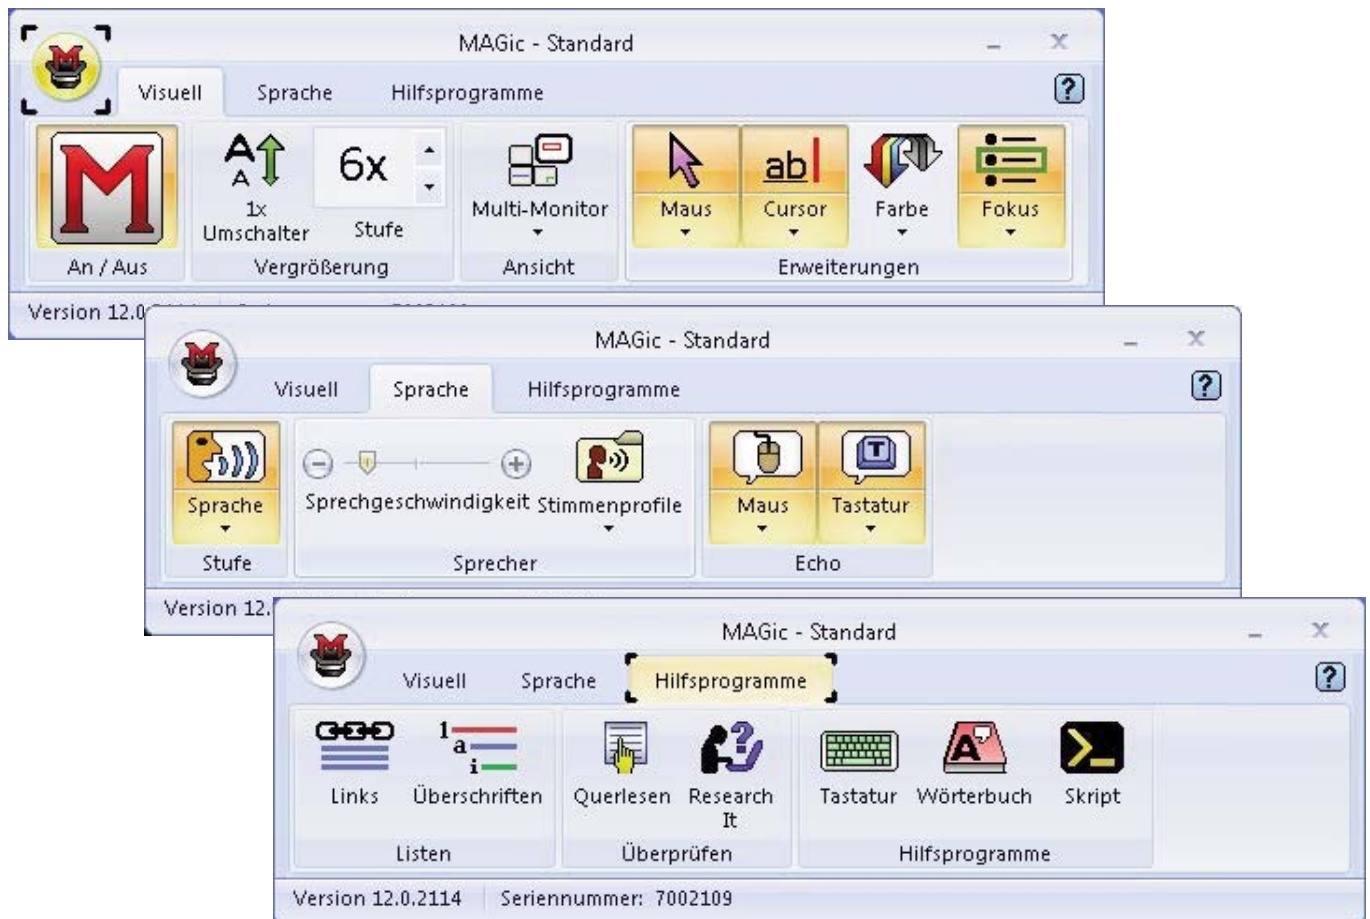 MAGic - Standard
Visuell Sprache Hilfsprogramme
6x
1x Umschalter
Stufe
Multi-Monitor
Maus Cursor Farbe Fokus
An / Aus Vergrößerung Ansicht Erweiterungen
Version 12.0
MAGic - Standard
Visuell Sprache Hilfsprogramme
Sprache Sprechgeschwindigkeit Stimmenprofile Maus Tastatur
Stufe Sprecher Echo
Version 12.
MAGic - Standard
Visuell Sprache Hilfsprogramme
Links Überschriften Querlesen Research It Tastatur Wörterbuch Skript
Listen Überprüfen Hilfsprogramme
Version 12.0.2114 Seriennummer: 7002109